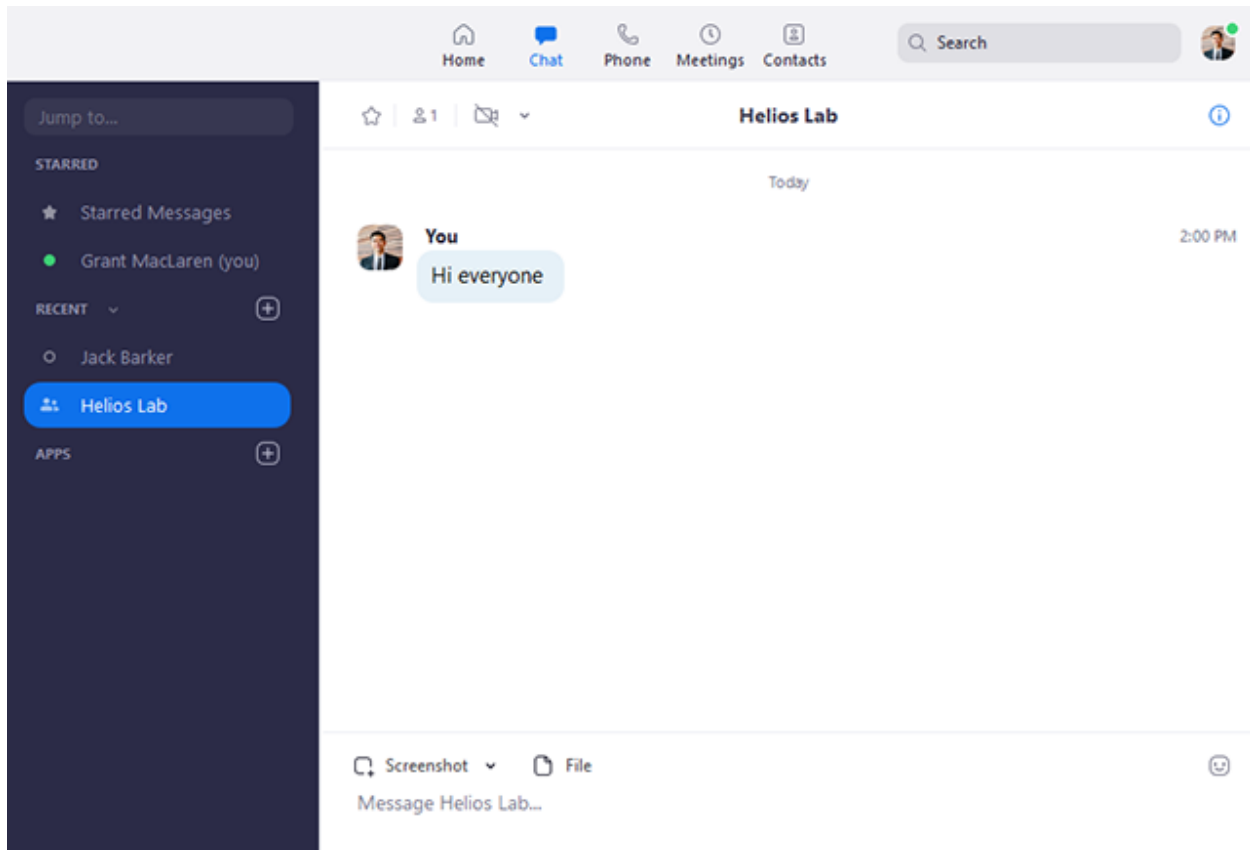 Home Chat Phone Meetings Contacts Search
Jump to...
STARRED
Starred Messages
Grant MacLaren (you)
RECENT
Jack Barker
Helios Lab
APPS
1 Helios Lab
Today
You 2:00 PM
Hi everyone
Screenshot File
Message Helios Lab...